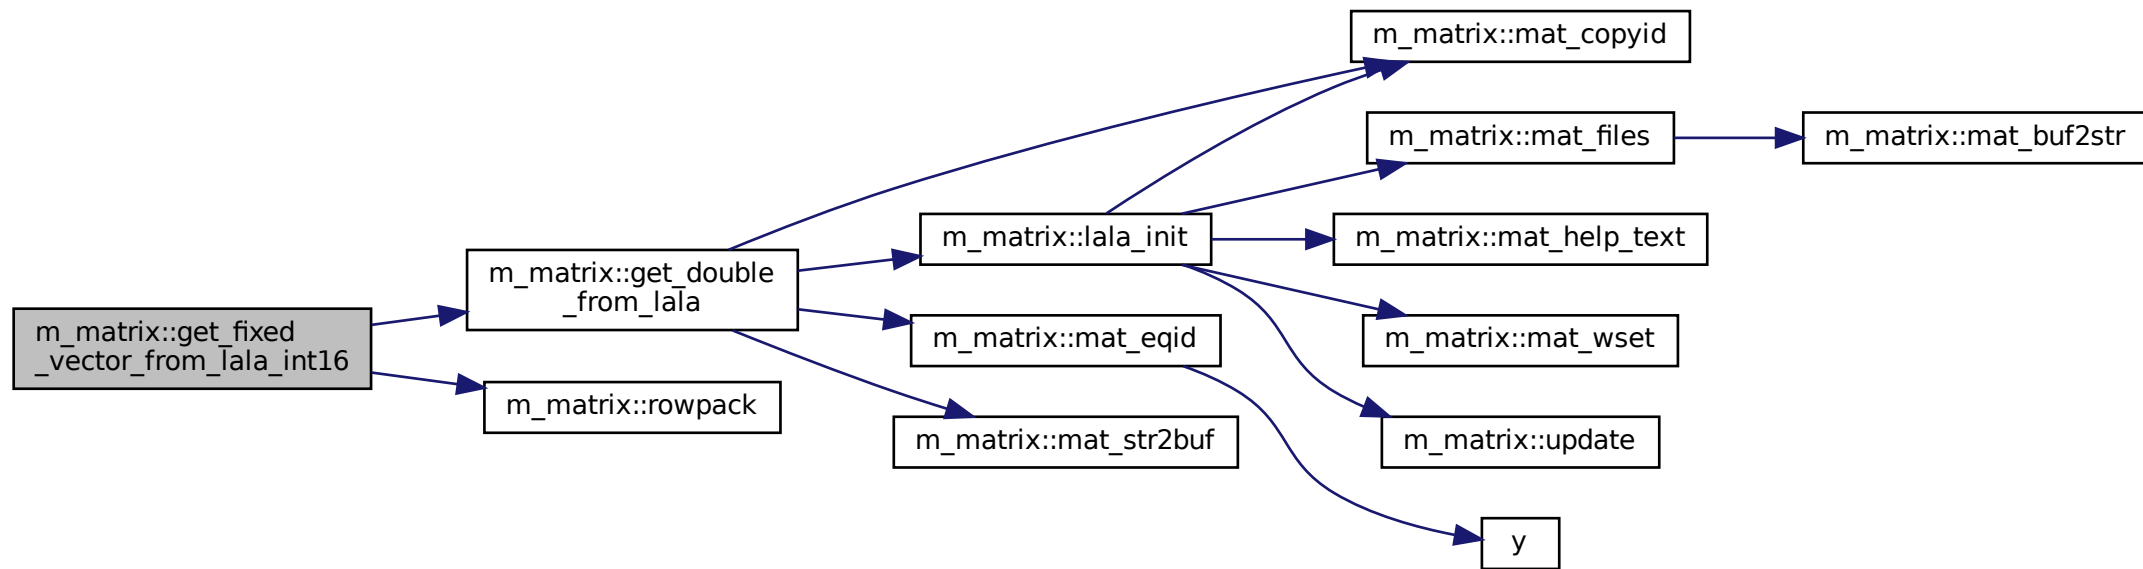 m_matrix::get_fixed
_vector_from_lala_int16
m_matrix::get_double
_from_lala
m_matrix::rowpack
m_matrix::lala_init
m_matrix::mat_eqid
m_matrix::mat_str2buf
m_matrix::mat_copyid
m_matrix::mat_files
m_matrix::mat_help_text
m_matrix::mat_wset
m_matrix::update
y
m_matrix::mat_buf2str